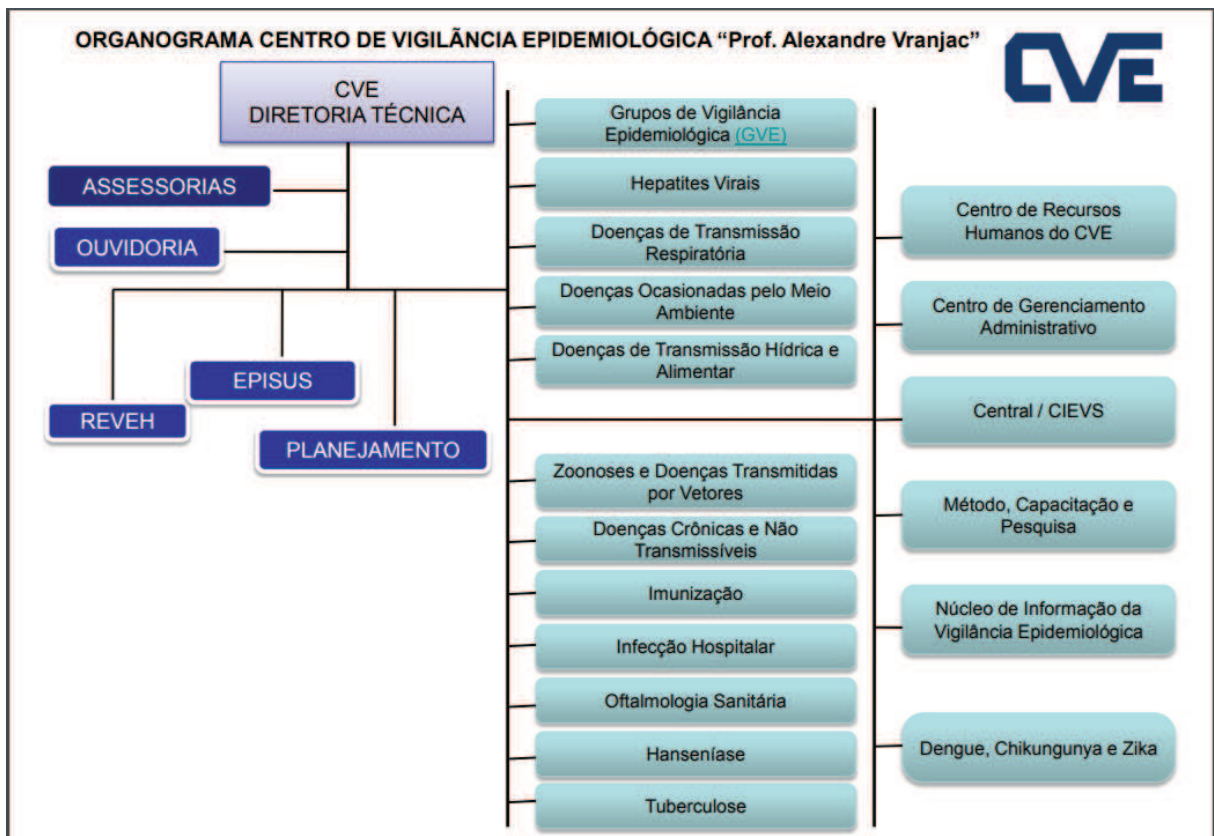 ORGANOGRAMA CENTRO DE VIGILÃNCIA EPIDEMIOLÓGICA “Prof. Alexandre Vranjac”
CVE
CVE
DIRETORIA TÉCNICA
ASSESSORIAS
OUVIDORIA
REVEH
EPISUS
PLANEJAMENTO
Grupos de Vigilância
Epidemiológica (GVE)
Hepatites Virais
Doenças de Transmissão
Respiratória
Doenças Ocasionadas pelo Meio
Ambiente
Doenças de Transmissão Hídrica e
Alimentar
Zoonoses e Doenças Transmitidas
por Vetores
Doenças Crônicas e Não
Transmissíveis
Imunização
Infecção Hospitalar
Oftalmologia Sanitária
Hanseníase
Tuberculose
Centro de Recursos
Humanos do CVE
Centro de Gerenciamento
Administrativo
Central / CIEVS
Método, Capacitação e
Pesquisa
Núcleo de Informação da
Vigilância Epidemiológica
Dengue, Chikungunya e Zika